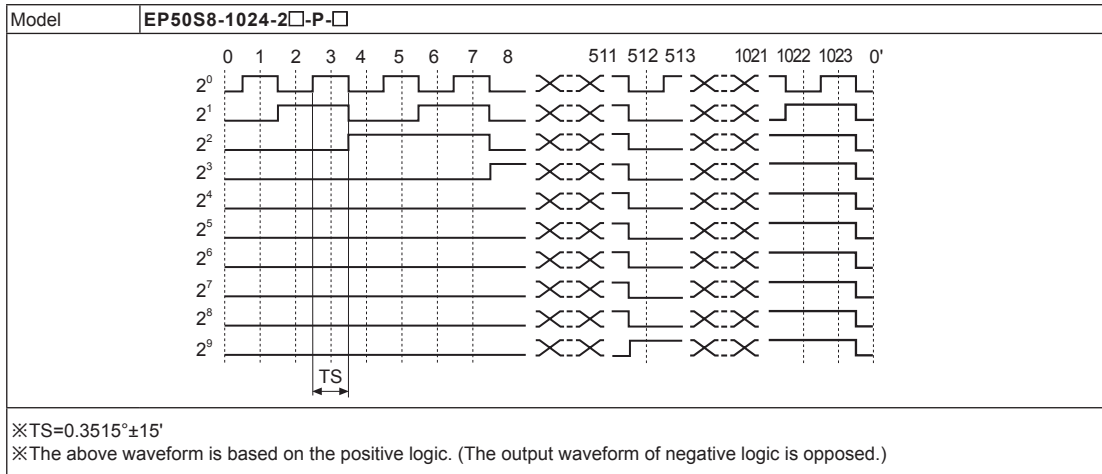 Model EP50S8-1024-2□-P-□
0 1 2 3 4 5 6 7 8 511 512 513 1021 1022 1023 0'
2⁰
2¹
2²
2³
2⁴
2⁵
2⁶
2⁷
2⁸
2⁹
TS
※TS=0.3515°±15'
※The above waveform is based on the positive logic. (The output waveform of negative logic is opposed.)